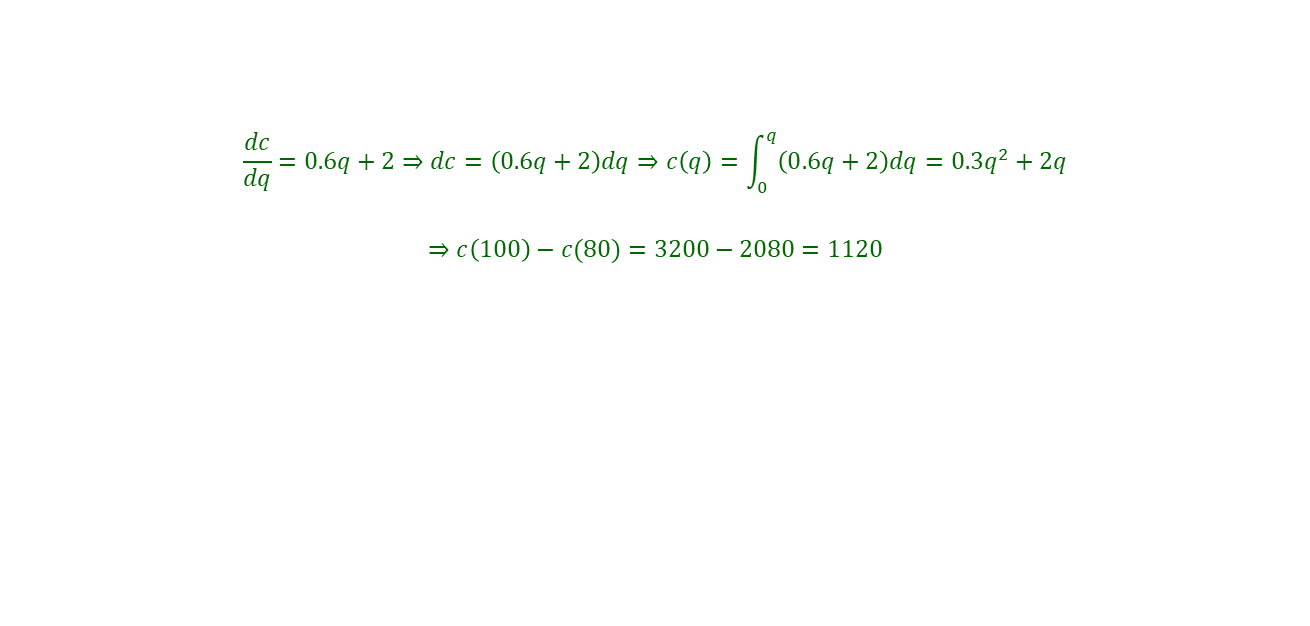 dc/dq = 0.6q + 2 ⇒ dc = (0.6q + 2)dq ⇒ c(q) = ∫₀^q (0.6q + 2)dq = 0.3q² + 2q
⇒ c(100) − c(80) = 3200 − 2080 = 1120